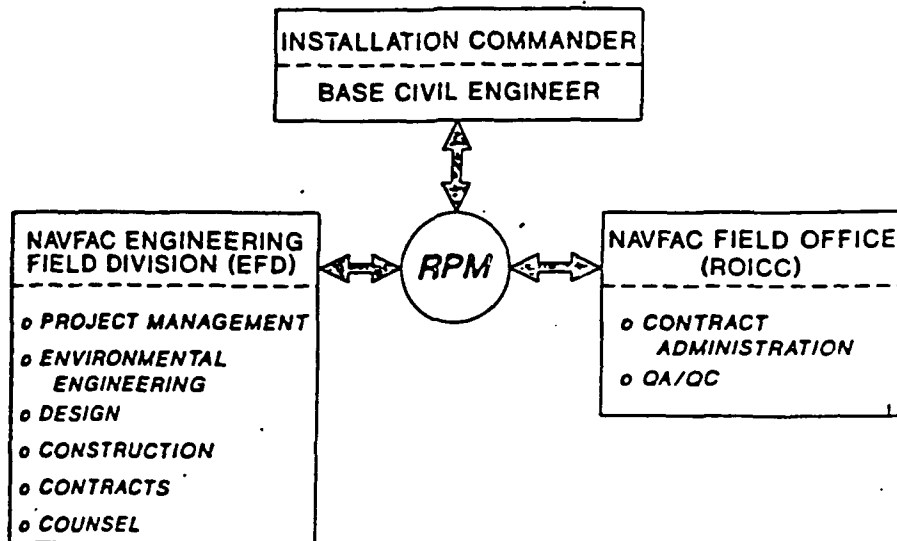 INSTALLATION COMMANDER
BASE CIVIL ENGINEER
NAVFAC ENGINEERING
FIELD DIVISION (EFD)
o PROJECT MANAGEMENT
o ENVIRONMENTAL
ENGINEERING
o DESIGN
o CONSTRUCTION
o CONTRACTS
o COUNSEL
RPM
NAVFAC FIELD OFFICE
(ROICC)
o CONTRACT
ADMINISTRATION
o QA/QC